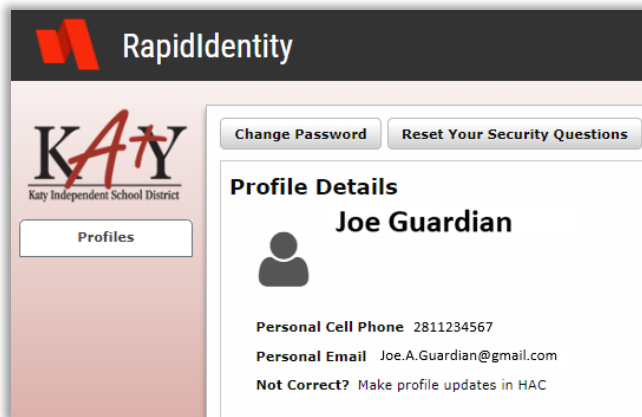 RapidIdentity
KAtY
Katy Independent School District
Profiles
Change Password
Reset Your Security Questions
Profile Details
Joe Guardian
Personal Cell Phone 2811234567
Personal Email Joe.A.Guardian@gmail.com
Not Correct? Make profile updates in HAC